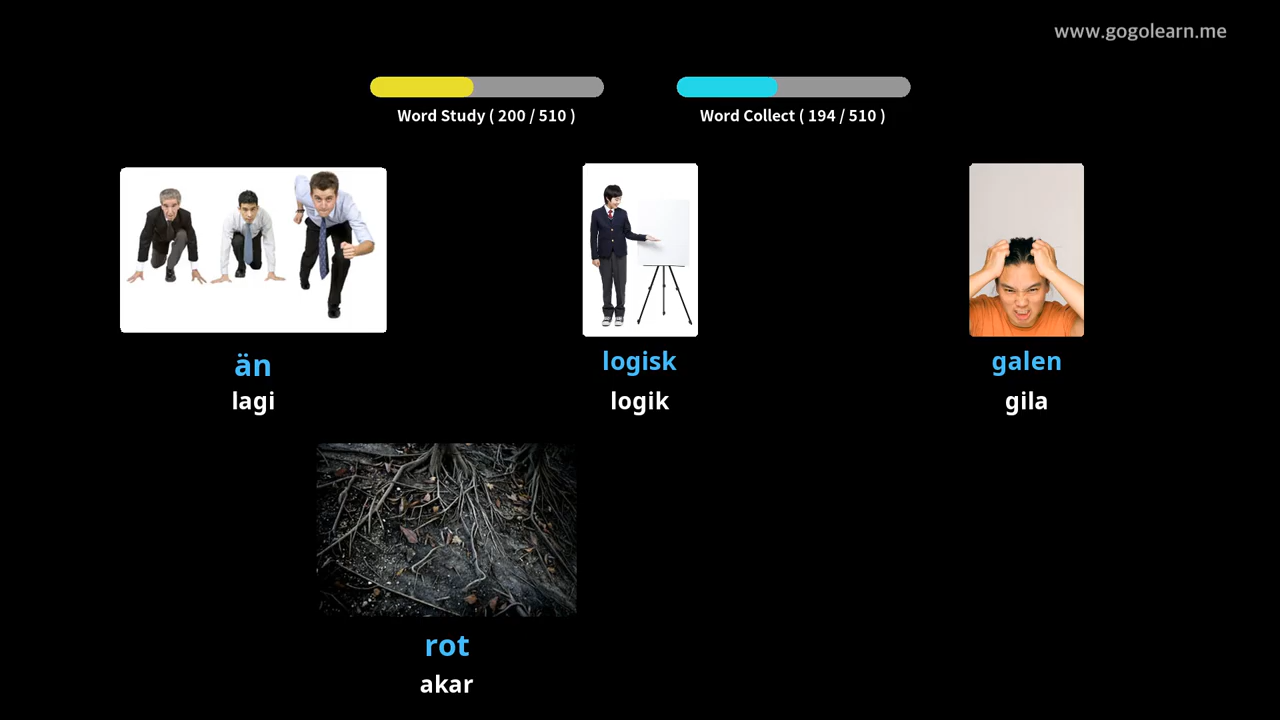 www.gogolearn.me
Word Study ( 200 / 510 )
Word Collect ( 194 / 510 )
än
lagi
logisk
logik
galen
gila
rot
akar